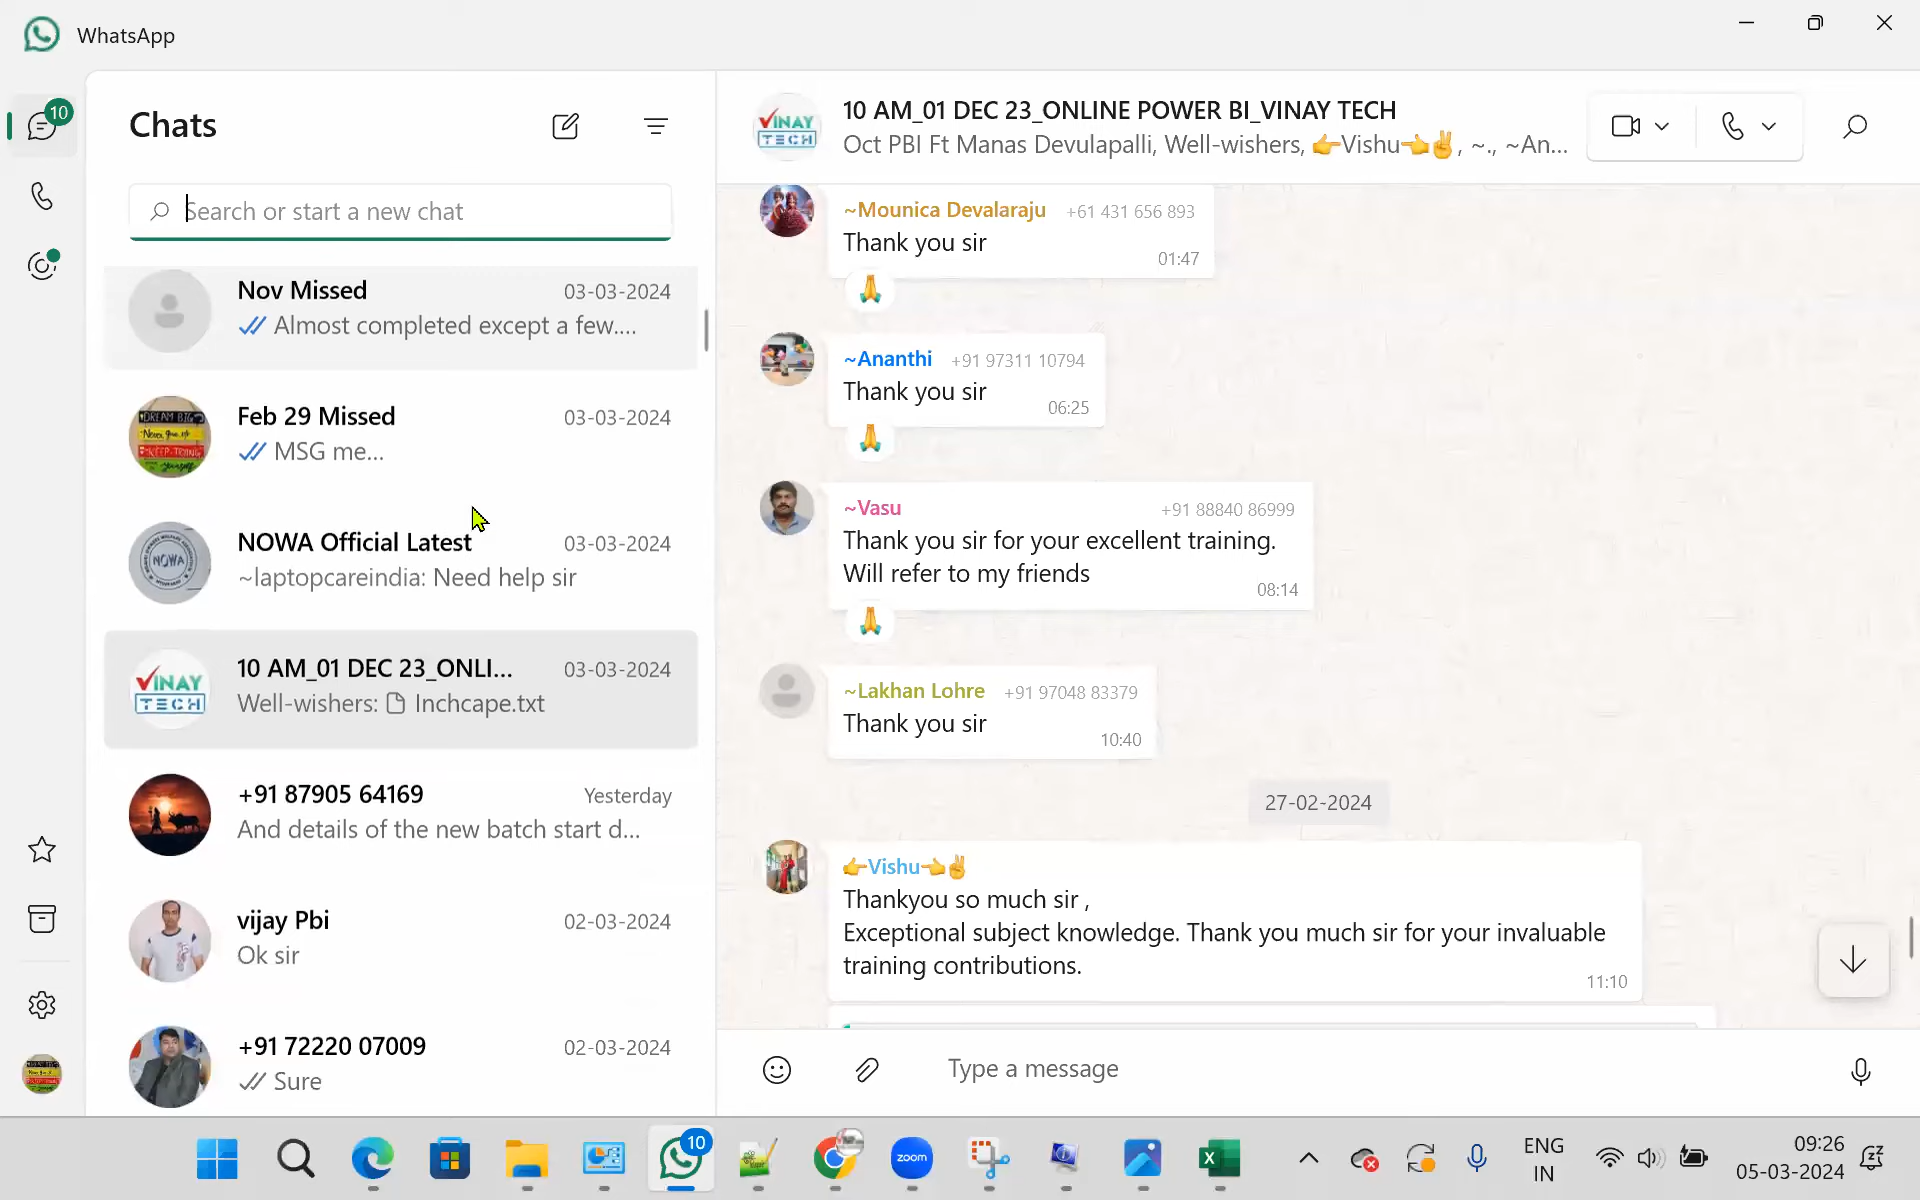 WhatsApp
10
Chats
Search or start a new chat
Nov Missed 03-03-2024
Almost completed except a few....
Feb 29 Missed 03-03-2024
MSG me...
NOWA Official Latest 03-03-2024
NOWA
~laptopcareindia: Need help sir
10 AM_01 DEC 23_ONLI... 03-03-2024
VINAY
TECH
Well-wishers: Inchcape.txt
+91 87905 64169 Yesterday
And details of the new batch start d...
vijay Pbi 02-03-2024
Ok sir
+91 72220 07009 02-03-2024
Sure
VINAY
TECH
10 AM_01 DEC 23_ONLINE POWER BI_VINAY TECH
Oct PBI Ft Manas Devulapalli, Well-wishers, 👉Vishu👈✌, ~., ~An...
~Mounica Devalaraju +61 431 656 893
Thank you sir
01:47
🙏
~Ananthi +91 97311 10794
Thank you sir
06:25
🙏
~Vasu +91 88840 86999
Thank you sir for your excellent training.
Will refer to my friends
08:14
🙏
~Lakhan Lohre +91 97048 83379
Thank you sir
10:40
27-02-2024
👉Vishu👈✌
Thankyou so much sir ,
Exceptional subject knowledge. Thank you much sir for your invaluable
training contributions.
11:10
Type a message
10
zoom
ENG
IN
09:26
05-03-2024